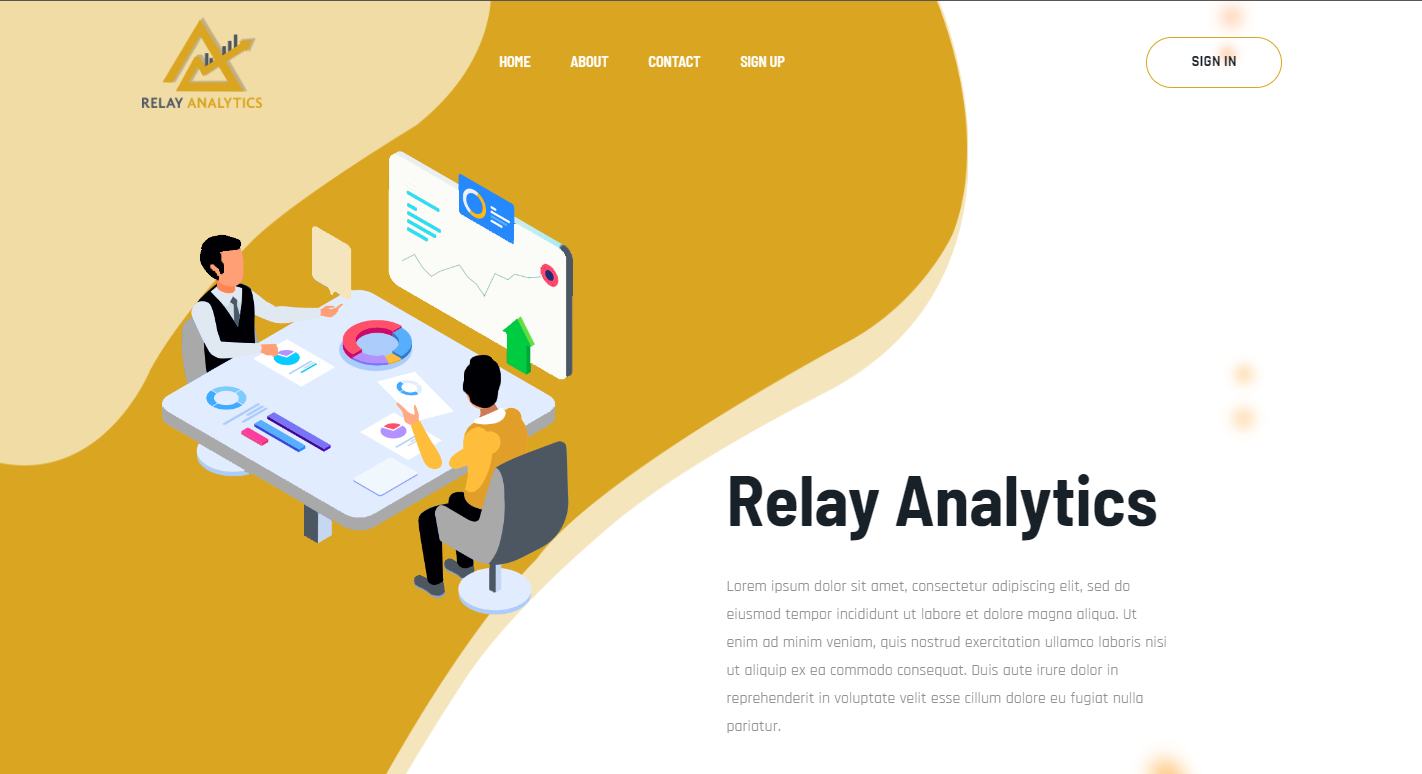 RELAY ANALYTICS
HOME ABOUT CONTACT SIGN UP
SIGN IN
Relay Analytics
Lorem ipsum dolor sit amet, consectetur adipiscing elit, sed do
eiusmod tempor incididunt ut labore et dolore magna aliqua. Ut
enim ad minim veniam, quis nostrud exercitation ullamco laboris nisi
ut aliquip ex ea commodo consequat. Duis aute irure dolor in
reprehenderit in voluptate velit esse cillum dolore eu fugiat nulla
pariatur.